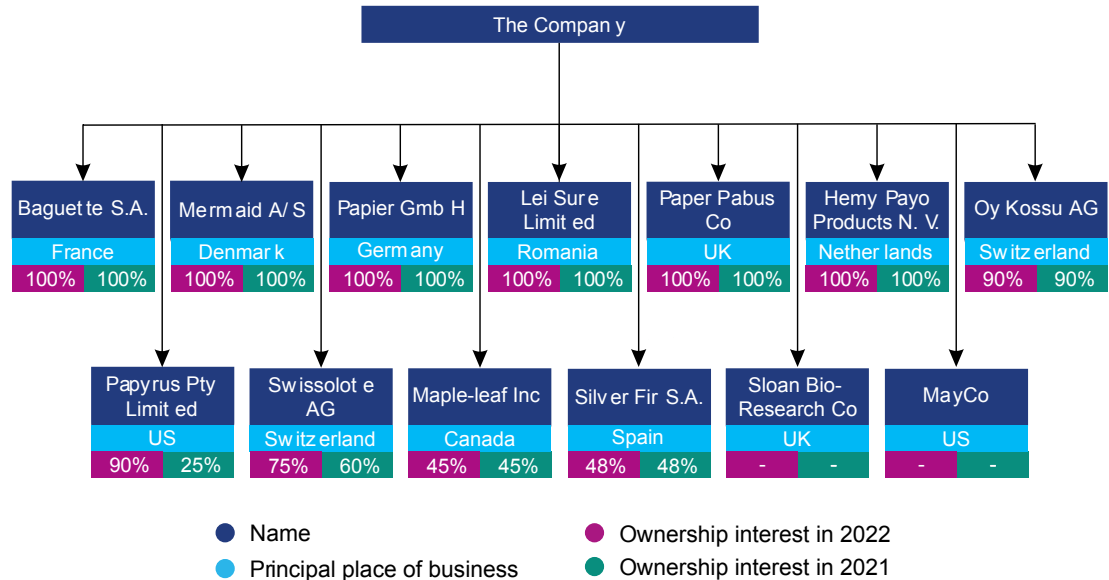 The Company
Baguette S.A.
France
100% 100%
Mermaid A/S
Denmark
100% 100%
Papier GmbH
Germany
100% 100%
Lei Sure
Limited
Romania
100% 100%
Paper Pabus
Co
UK
100% 100%
Hemy Payo
Products N. V.
Netherlands
100% 100%
Oy Kossu AG
Switzerland
90% 90%
Papyrus Pty
Limited
US
90% 25%
Swissolote
AG
Switzerland
75% 60%
Maple-leaf Inc
Canada
45% 45%
Silver Fir S.A.
Spain
48% 48%
Sloan Bio-
Research Co
UK
- -
MayCo
US
- -
Name
Ownership interest in 2022
Principal place of business
Ownership interest in 2021